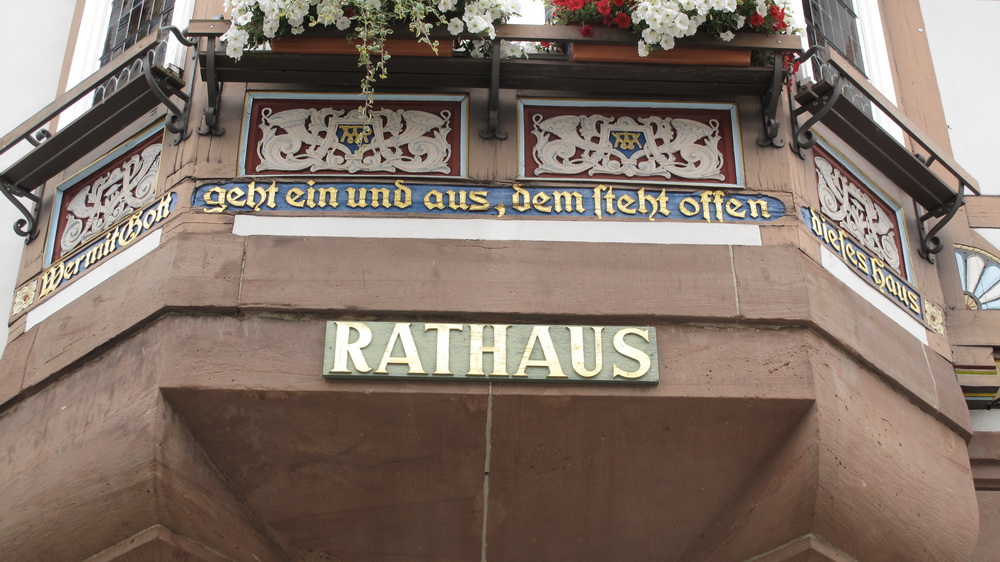 Wer mit Gott geht ein und aus, dem steht offen dieses Haus
RATHAUS